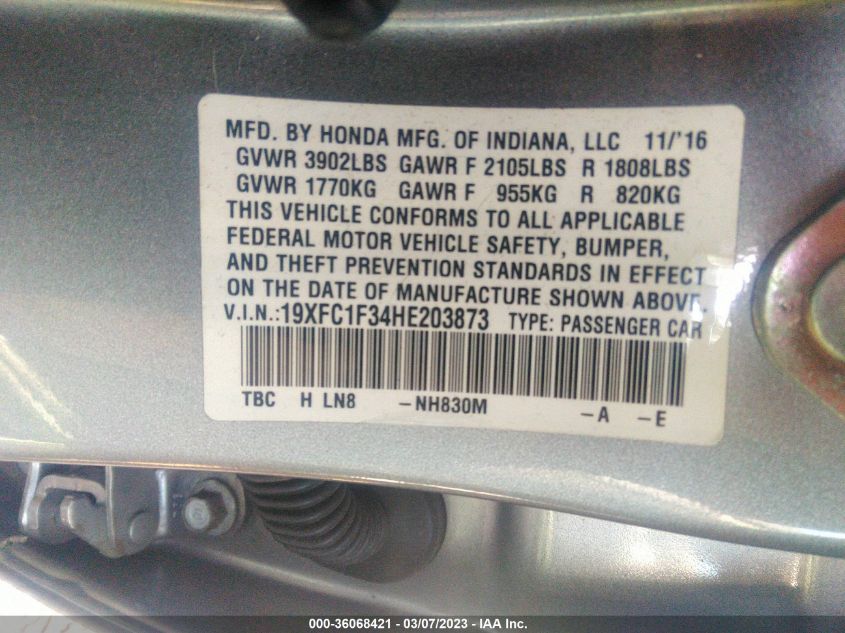 MFD. BY HONDA MFG. OF INDIANA, LLC 11/'16
GVWR 3902LBS GAWR F 2105LBS R 1808LBS
GVWR 1770KG GAWR F 955KG R 820KG
THIS VEHICLE CONFORMS TO ALL APPLICABLE
FEDERAL MOTOR VEHICLE SAFETY, BUMPER,
AND THEFT PREVENTION STANDARDS IN EFFECT
ON THE DATE OF MANUFACTURE SHOWN ABOVE.
V.I.N.:19XFC1F34HE203873 TYPE: PASSENGER CAR
TBC H LN8 -NH830M -A -E
000-36068421 - 03/07/2023 - IAA Inc.